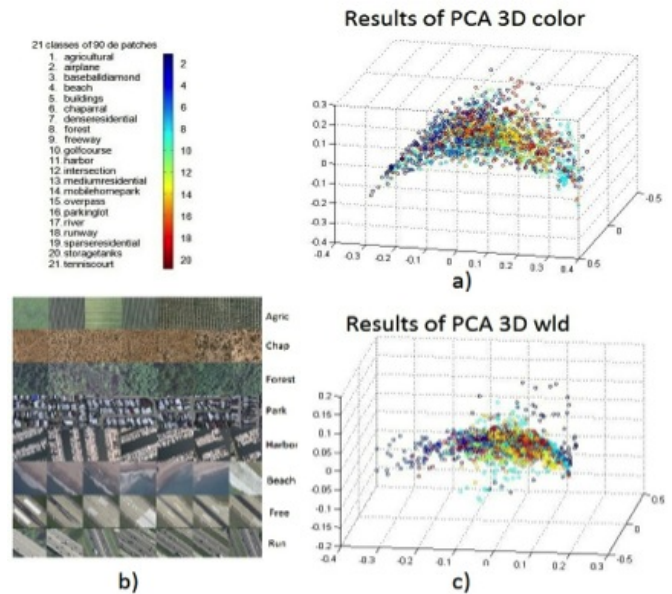 Results of PCA 3D color
21 classes of 90 de patches
1. agricultural
2. airplane
3. baseballdiamond
4. beach
5. buildings
6. chaparral
7. denseresidential
8. forest
9. freeway
10. golfcourse
11. harbor
12. intersection
13. mediumresidential
14. mobilehomepark
15. overpass
16. parkinglot
17. river
18. runway
19. sparseresidential
20. storagetanks
21. tenniscourt
2
4
6
8
10
12
14
16
18
20
0.3
0.2
0.1
0
-0.1
-0.2
-0.3
-0.4
-0.4 -0.3 -0.2 -0.1 0 0.1 0.2 0.3 0.4
0.5
0
-0.5
a)
Agric
Chap
Forest
Park
Harbor
Beach
Free
Run
b)
Results of PCA 3D wld
0.2
0.15
0.1
0.05
0
-0.05
-0.1
-0.15
-0.2
-0.4 -0.3 -0.2 -0.1 0 0.1 0.2 0.3
-0.5
0
0.5
c)